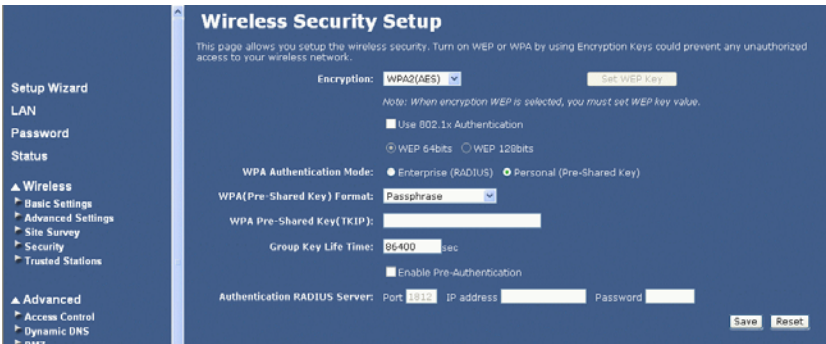 Wireless Security Setup
This page allows you setup the wireless security. Turn on WEP or WPA by using Encryption Keys could prevent any unauthorized
access to your wireless network.
Encryption: WPA2(AES) Set WEP Key
Note: When encryption WEP is selected, you must set WEP key value.
Use 802.1x Authentication
WEP 64bits WEP 128bits
WPA Authentication Mode: Enterprise (RADIUS) Personal (Pre-Shared Key)
WPA(Pre-Shared Key) Format: Passphrase
WPA Pre-Shared Key(TKIP):
Group Key Life Time: 86400 sec
Enable Pre-Authentication
Authentication RADIUS Server: Port 1812 IP address Password
Save Reset
Setup Wizard
LAN
Password
Status
Wireless
Basic Settings
Advanced Settings
Site Survey
Security
Trusted Stations
Advanced
Access Control
Dynamic DNS
DMZ